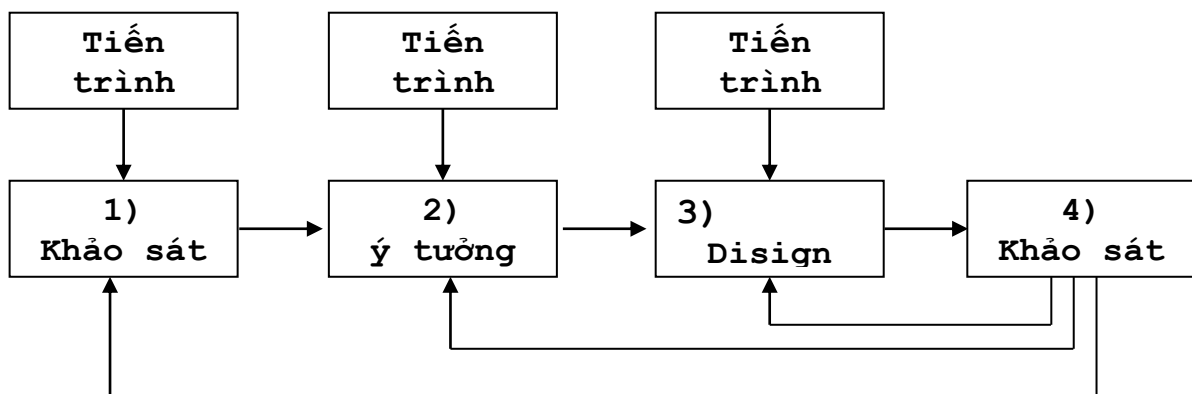 Tiến
trình
Tiến
trình
Tiến
trình
1)
Khảo sát
2)
ý tưởng
3)
Disign
4)
Khảo sát